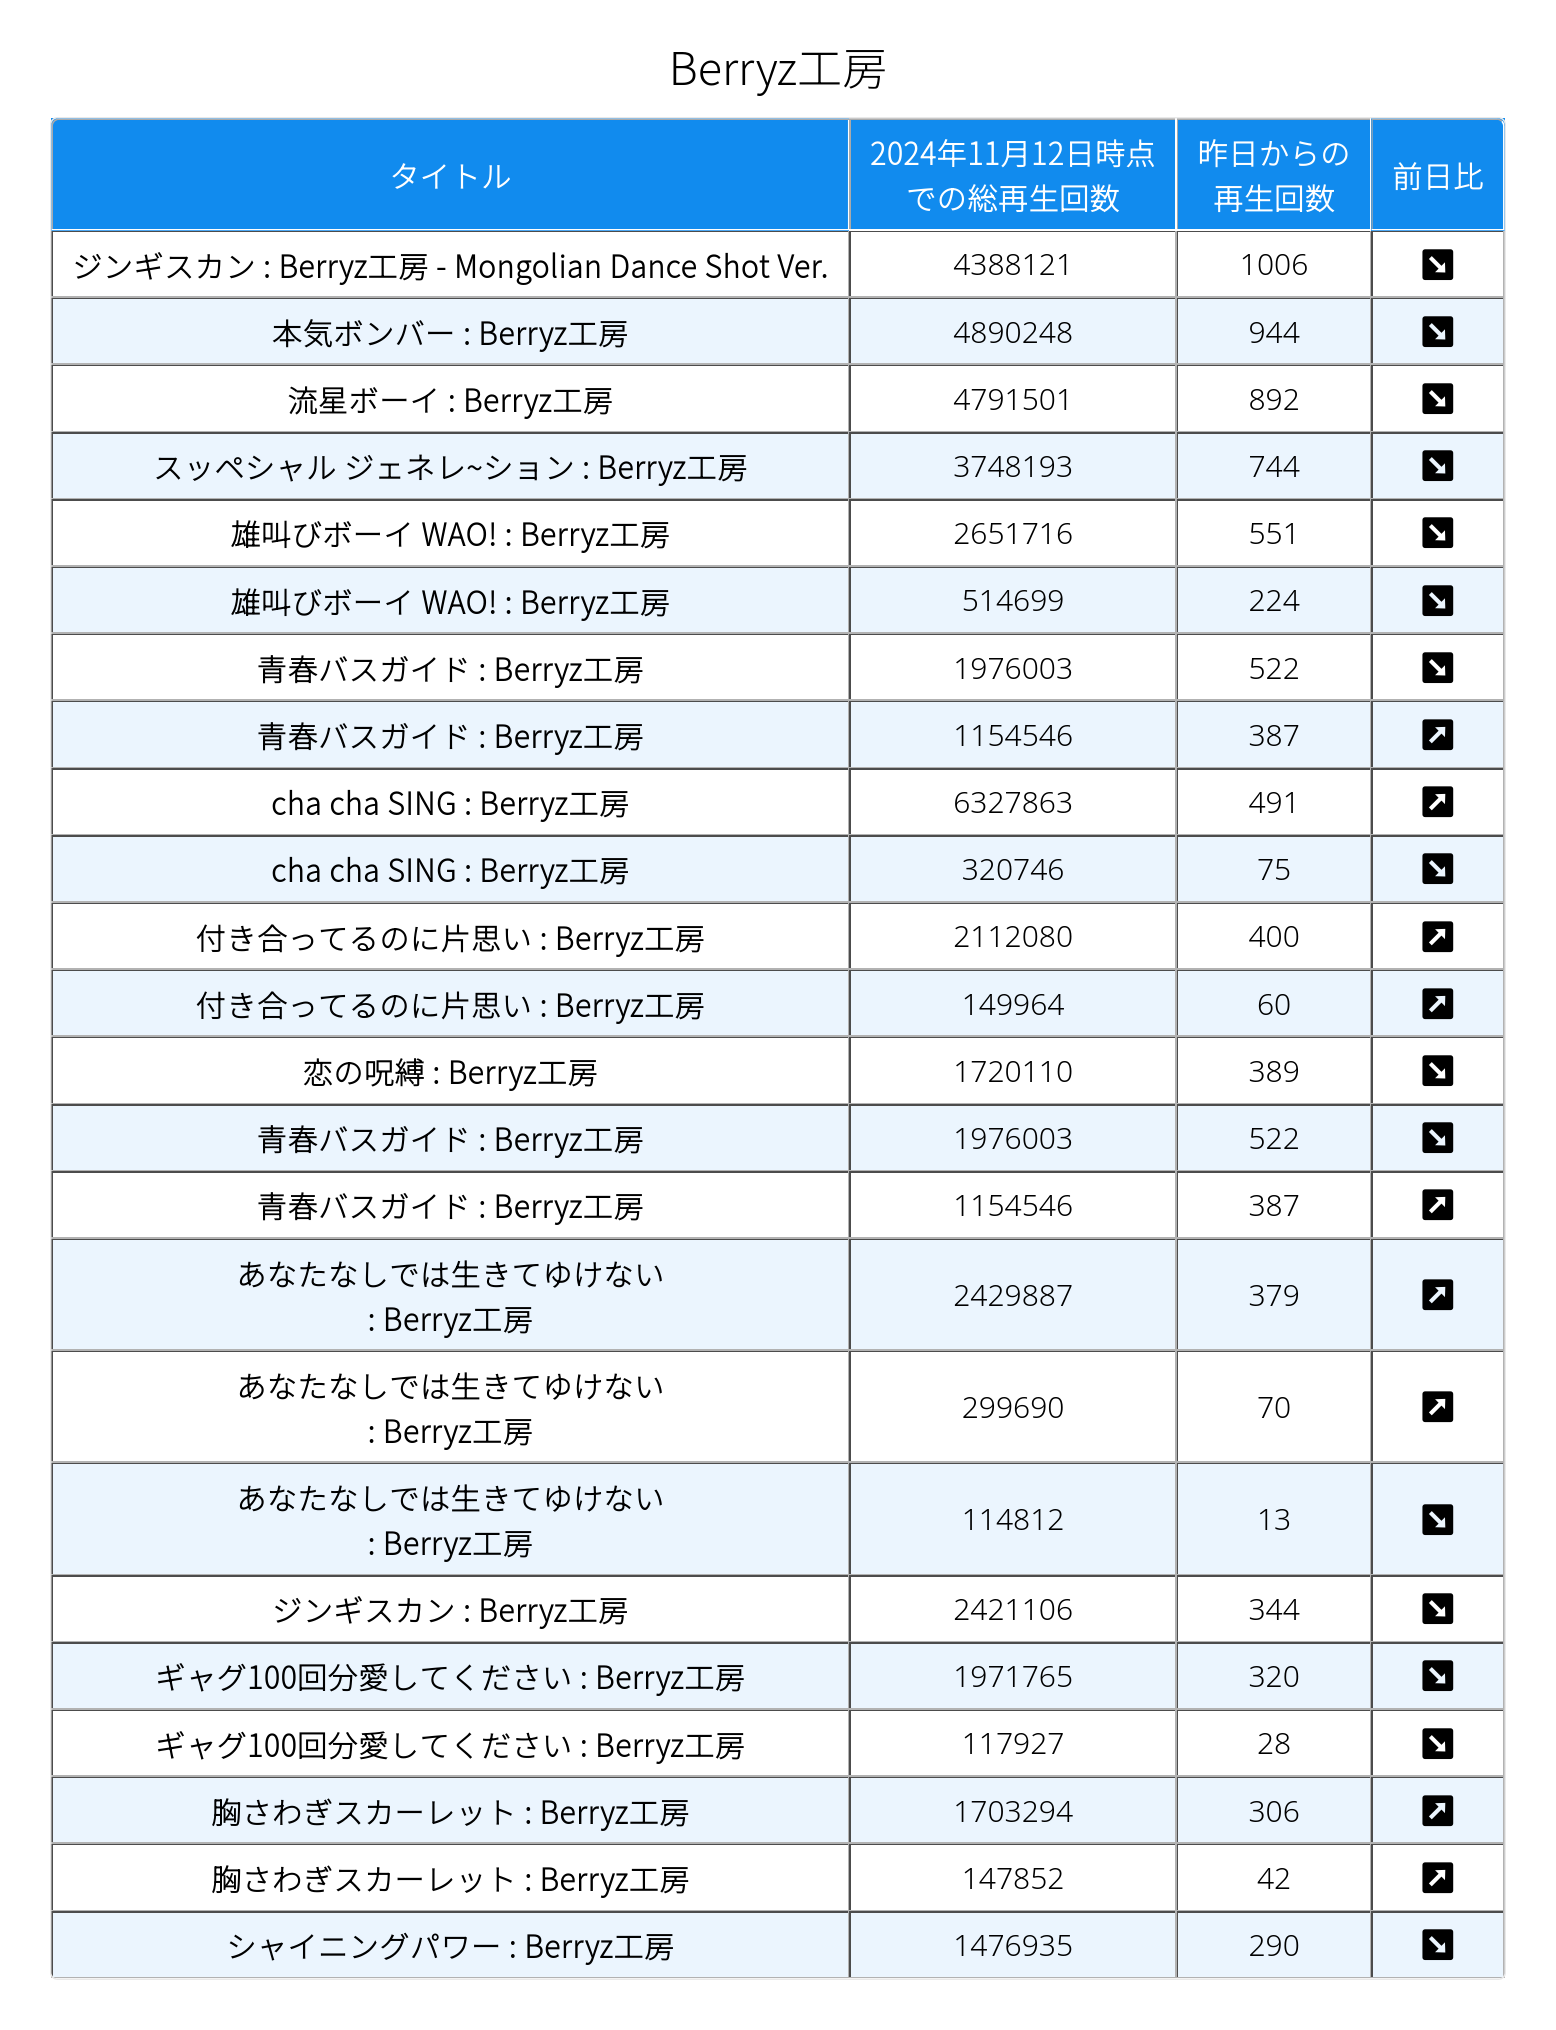 Berryz工房
タイトル
2024年11月12日時点
での総再生回数
昨日からの
再生回数
前日比
ジンギスカン : Berryz工房 - Mongolian Dance Shot Ver. 4388121 1006
本気ボンバー : Berryz工房 4890248 944
流星ボーイ : Berryz工房 4791501 892
スッペシャル ジェネレ~ション : Berryz工房 3748193 744
雄叫びボーイ WAO! : Berryz工房 2651716 551
雄叫びボーイ WAO! : Berryz工房 514699 224
青春バスガイド : Berryz工房 1976003 522
青春バスガイド : Berryz工房 1154546 387
cha cha SING : Berryz工房 6327863 491
cha cha SING : Berryz工房 320746 75
付き合ってるのに片思い : Berryz工房 2112080 400
付き合ってるのに片思い : Berryz工房 149964 60
恋の呪縛 : Berryz工房 1720110 389
青春バスガイド : Berryz工房 1976003 522
青春バスガイド : Berryz工房 1154546 387
あなたなしでは生きてゆけない
: Berryz工房 2429887 379
あなたなしでは生きてゆけない
: Berryz工房 299690 70
あなたなしでは生きてゆけない
: Berryz工房 114812 13
ジンギスカン : Berryz工房 2421106 344
ギャグ100回分愛してください : Berryz工房 1971765 320
ギャグ100回分愛してください : Berryz工房 117927 28
胸さわぎスカーレット : Berryz工房 1703294 306
胸さわぎスカーレット : Berryz工房 147852 42
シャイニングパワー : Berryz工房 1476935 290